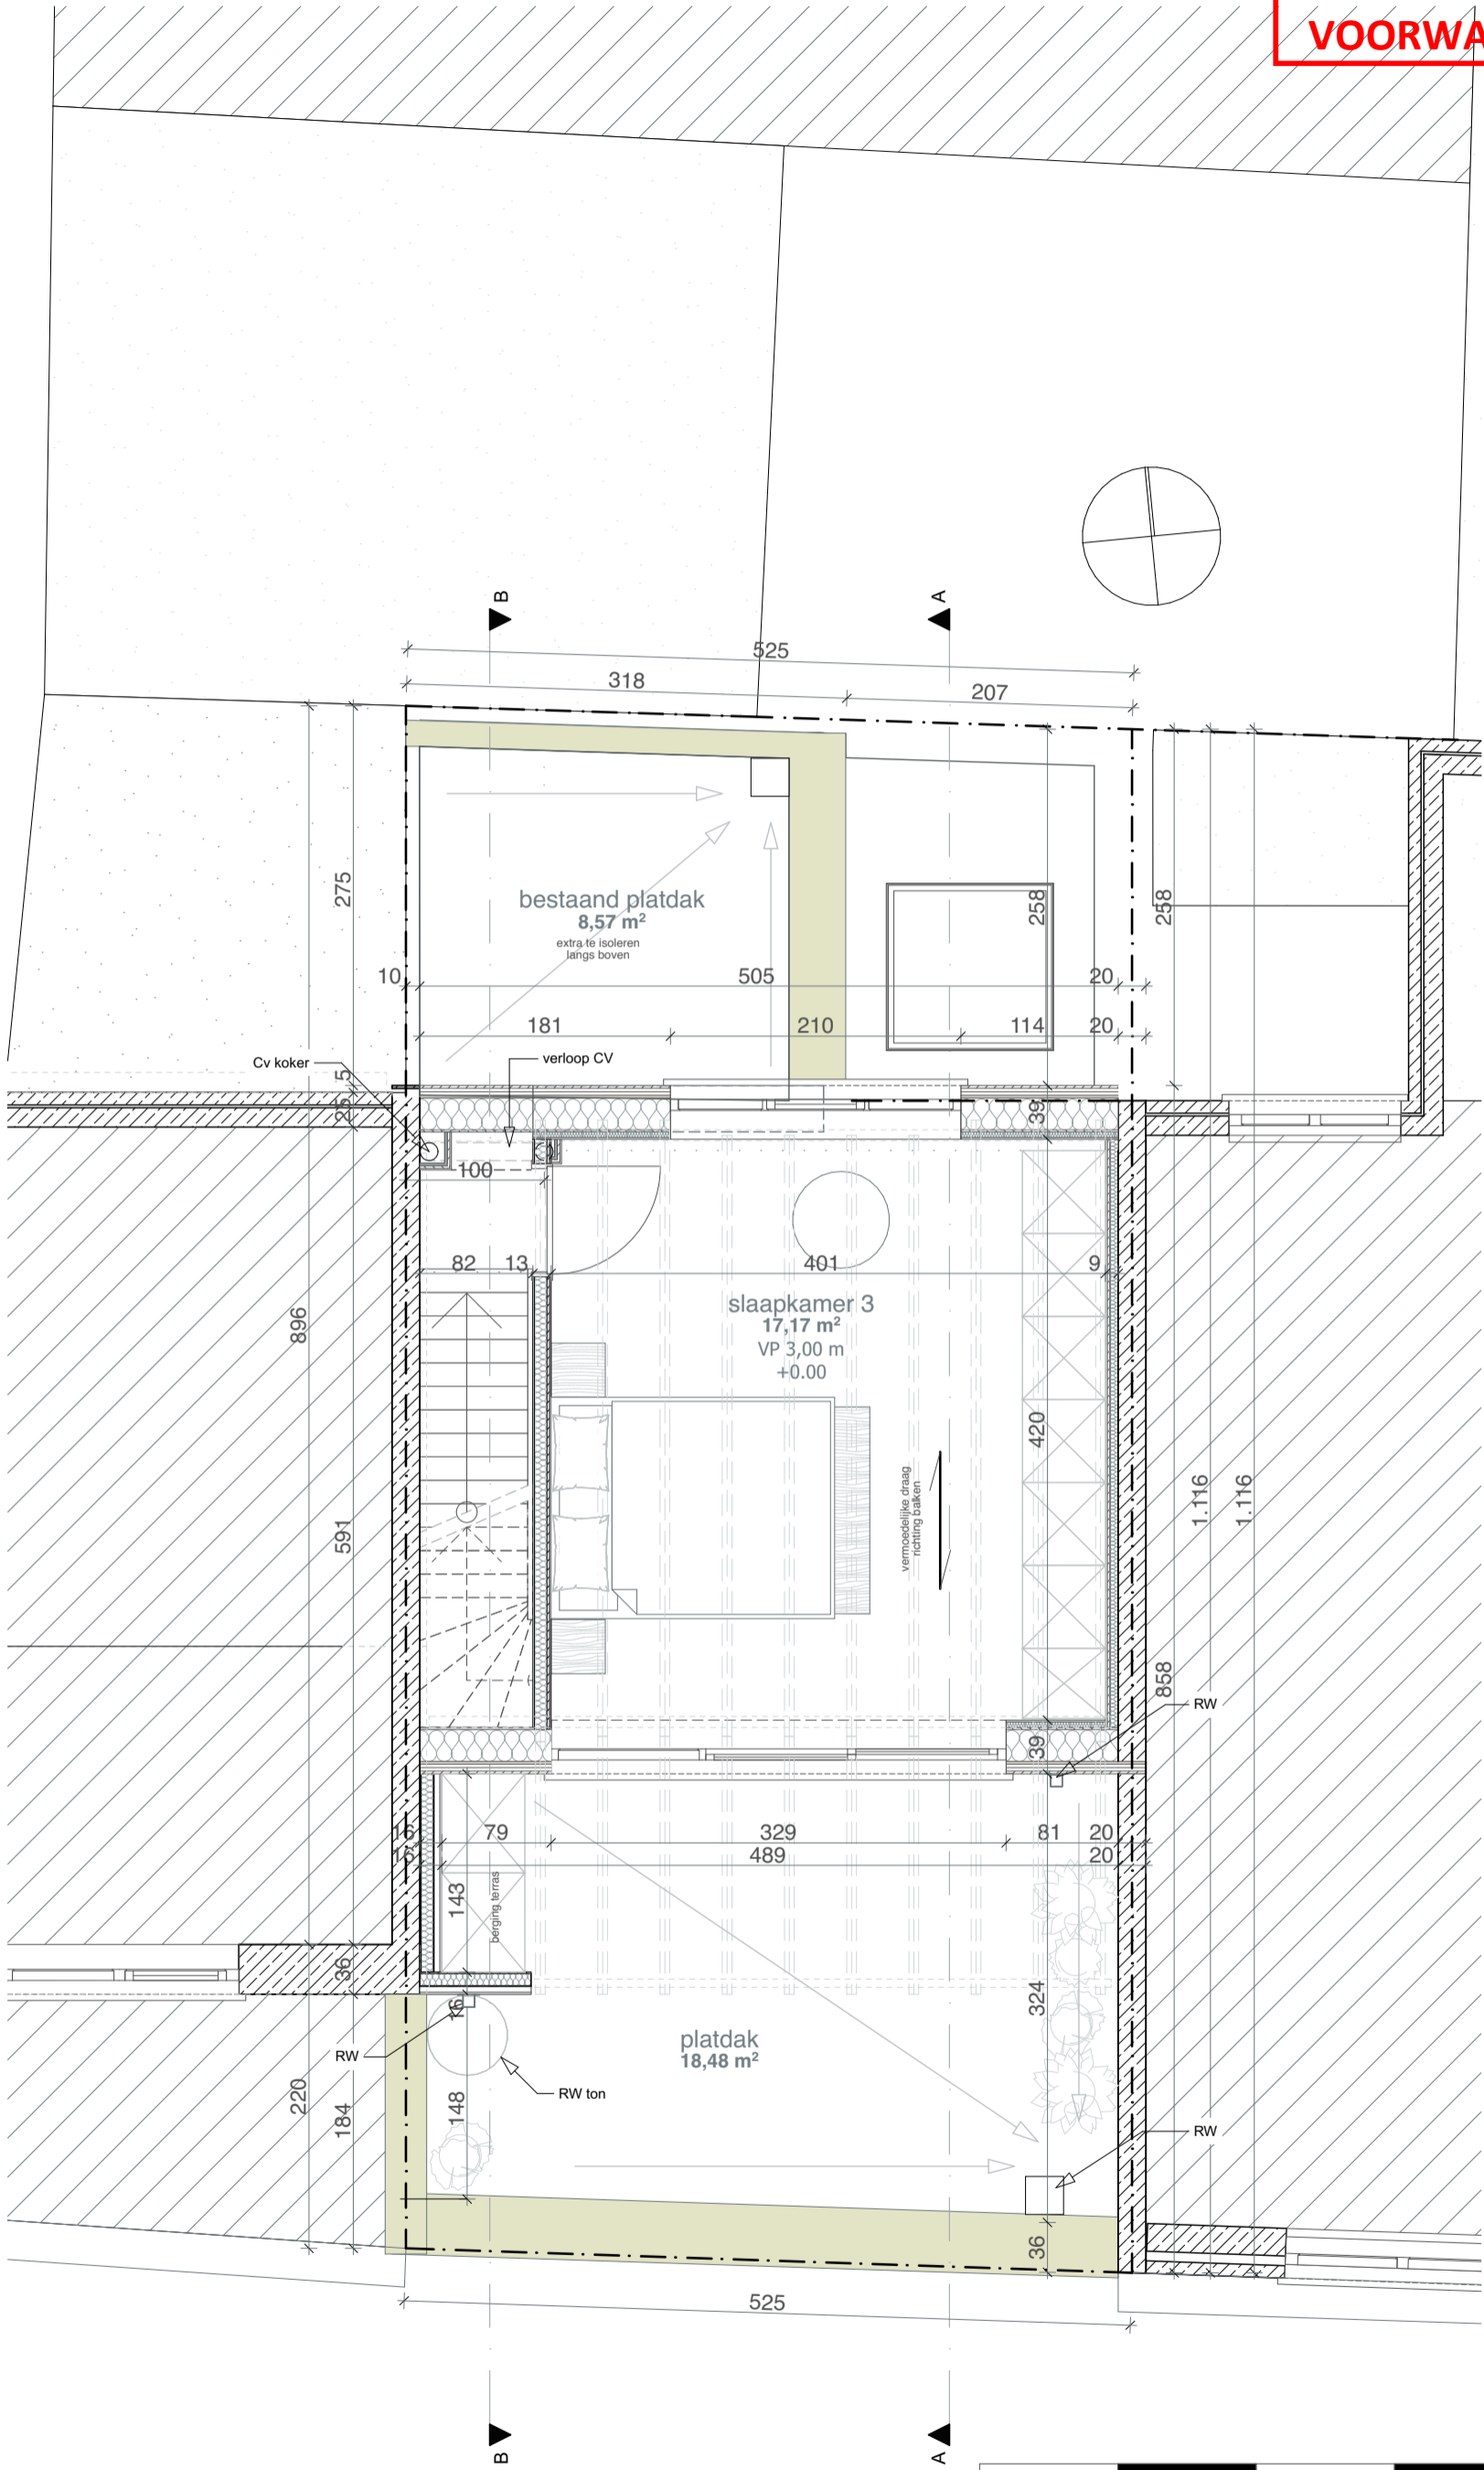 VOORWA
B
A
525
318
207
275
258
258
bestaand platdak
8,57 m²
extra te isoleren
langs boven
10
505
20
181
210
114
20
Cv koker
verloop CV
5
39
100
82
13
401
9
slaapkamer 3
17,17 m²
VP 3,00 m
+0.00
896
420
vermoedelijke draag
richting balken
591
1.116
1.116
858
RW
39
16
79
329
81
20
16
489
20
143
berging terras
36
16
324
platdak
18,48 m²
RW
RW ton
220
184
148
RW
36
525
B
A